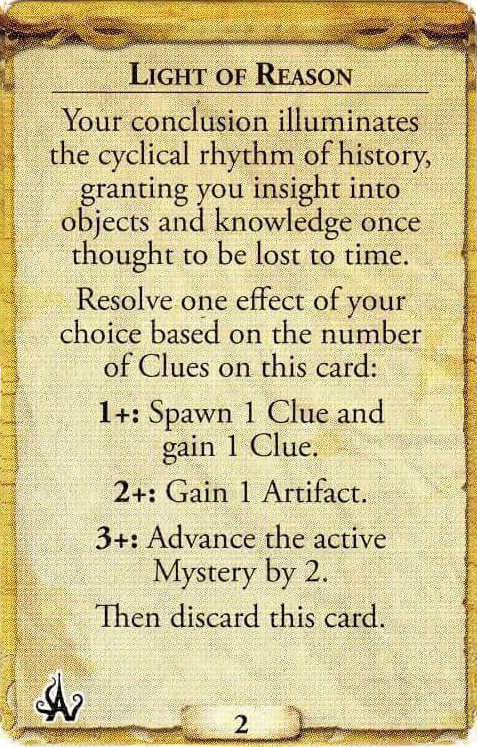 LIGHT OF REASON
Your conclusion illuminates
the cyclical rhythm of history,
granting you insight into
objects and knowledge once
thought to be lost to time.
Resolve one effect of your
choice based on the number
of Clues on this card:
1+: Spawn 1 Clue and
gain 1 Clue.
2+: Gain 1 Artifact.
3+: Advance the active
Mystery by 2.
Then discard this card.
2